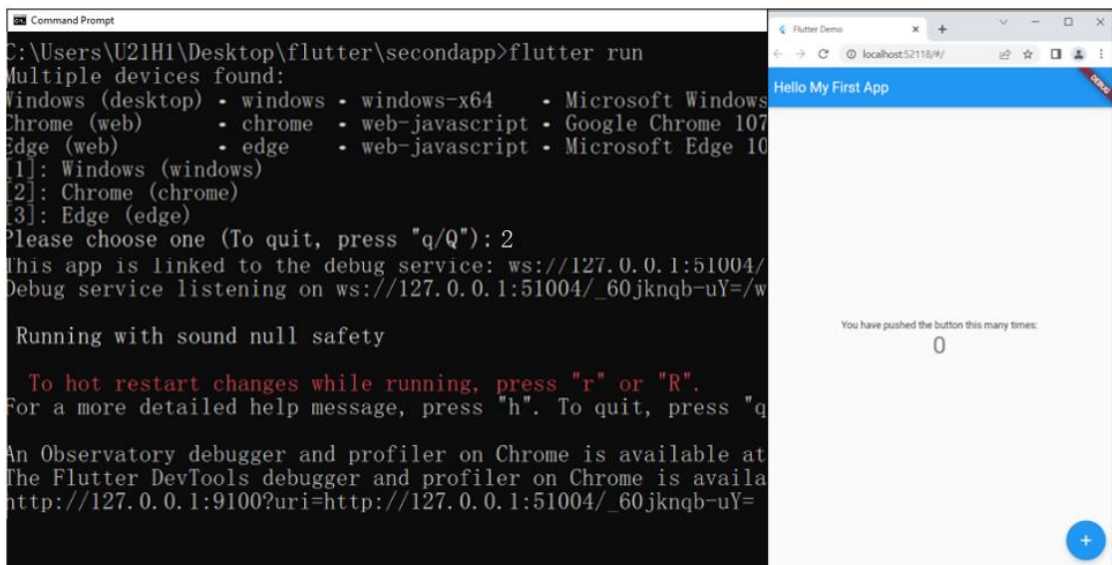 Command Prompt
C:\Users\U21H1\Desktop\flutter\secondapp>flutter run
Multiple devices found:
Windows (desktop) • windows • windows-x64 • Microsoft Windows
Chrome (web) • chrome • web-javascript • Google Chrome 107
Edge (web) • edge • web-javascript • Microsoft Edge 10
[1]: Windows (windows)
[2]: Chrome (chrome)
[3]: Edge (edge)
Please choose one (To quit, press "q/Q"): 2
This app is linked to the debug service: ws://127.0.0.1:51004/
Debug service listening on ws://127.0.0.1:51004/_60jknqb-uY=/w
Running with sound null safety
To hot restart changes while running, press "r" or "R".
For a more detailed help message, press "h". To quit, press "q
An Observatory debugger and profiler on Chrome is available at
The Flutter DevTools debugger and profiler on Chrome is availa
http://127.0.0.1:9100?uri=http://127.0.0.1:51004/_60jknqb-uY=
Flutter Demo
localhost:52118/#/
Hello My First App
DEBUG
You have pushed the button this many times:
0